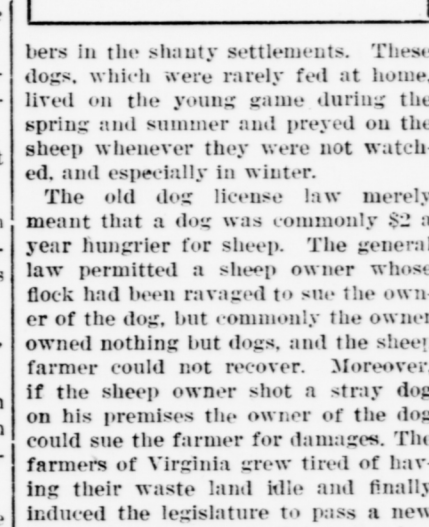 bers in the shanty settlements. These
dogs, which were rarely fed at home,
lived on the young game during the
spring and summer and preyed on the
sheep whenever they were not watch-
ed, and especially in winter.
The old dog license law merely
meant that a dog was commonly $2 a
year hungrier for sheep. The general
law permitted a sheep owner whose
flock had been ravaged to sue the own-
er of the dog, but commonly the owner
owned nothing but dogs, and the sheep
farmer could not recover. Moreover,
if the sheep owner shot a stray dog
on his premises the owner of the dog
could sue the farmer for damages. The
farmers of Virginia grew tired of hav-
ing their waste land idle and finally
induced the legislature to pass a new